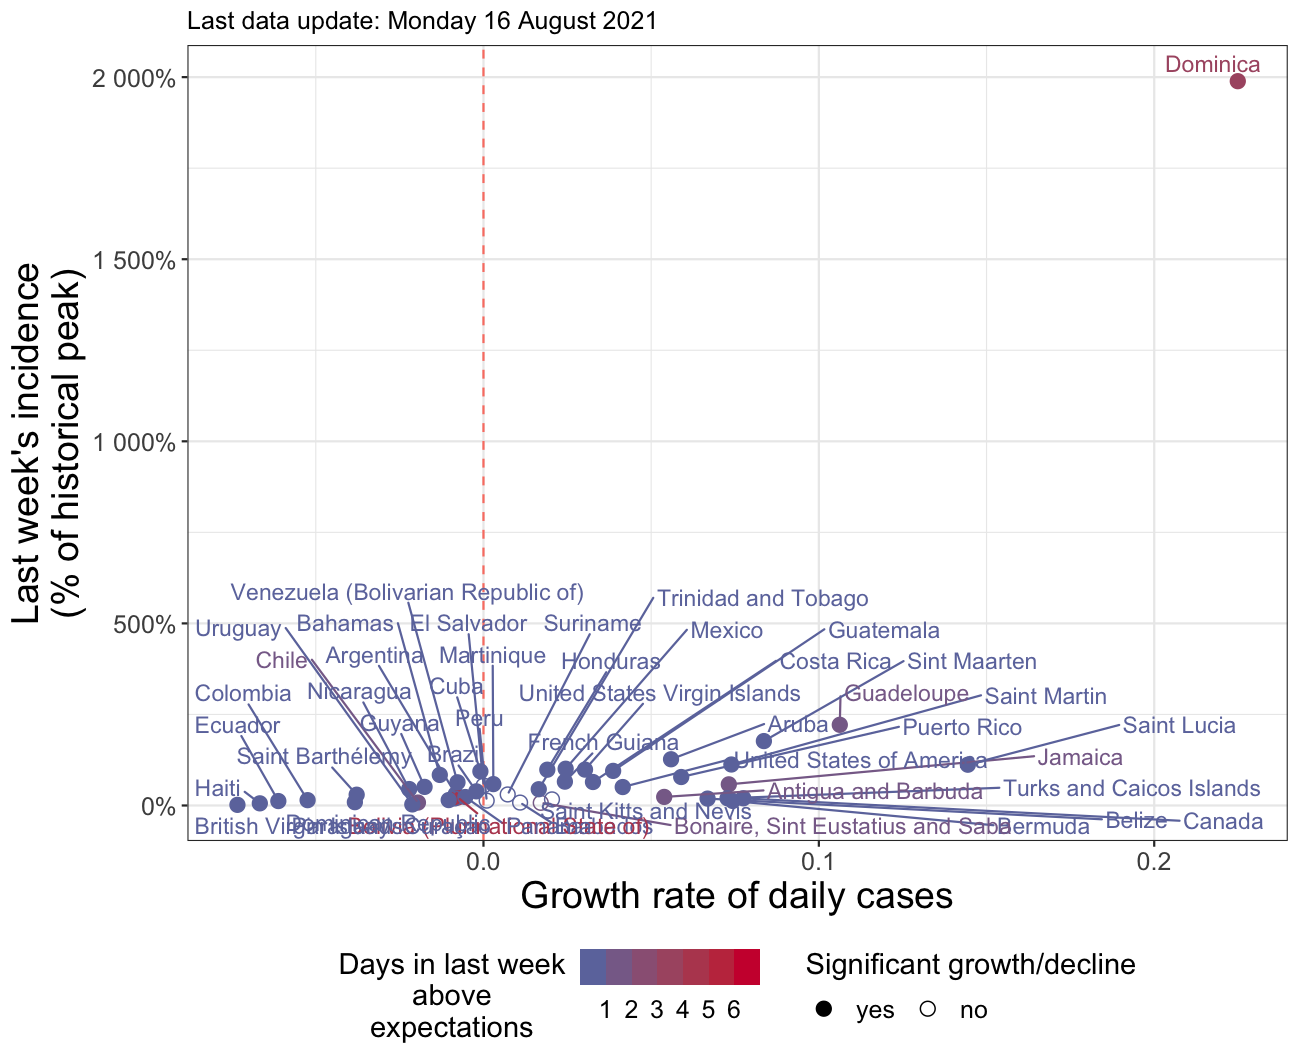 Last data update: Monday 16 August 2021
Dominica
2 000%
1 500%
1 000%
500%
0%
Last week's incidence
(% of historical peak)
Venezuela (Bolivarian Republic of)
Trinidad and Tobago
Uruguay
Bahamas
El Salvador
Suriname
Mexico
Guatemala
Chile
Argentina
Martinique
Honduras
Costa Rica
Sint Maarten
Colombia
Nicaragua
Cuba
United States Virgin Islands
Guadeloupe
Saint Martin
Ecuador
Guyana
Peru
Aruba
Puerto Rico
Saint Lucia
Saint Barthélemy
Brazil
French Guiana
United States of America
Jamaica
Haiti
Antigua and Barbuda
Turks and Caicos Islands
Saint Kitts and Nevis
Dominican Republic
Bonaire, Sint Eustatius and Saba
Bermuda
Belize
Canada
British
0.0
0.1
0.2
Growth rate of daily cases
Days in last week
above
expectations
1 2 3 4 5 6
Significant growth/decline
yes
no